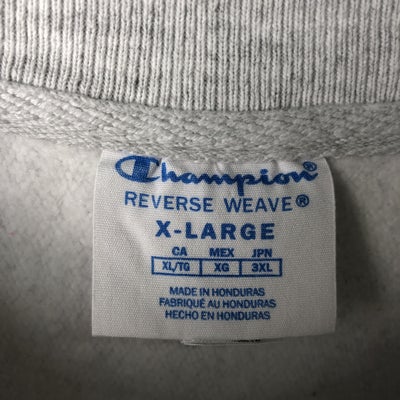 Champion®
REVERSE WEAVE®
X-LARGE
CA MEX JPN
XL/TG XG 3XL
MADE IN HONDURAS
FABRIQUÉ AU HONDURAS
HECHO EN HONDURAS